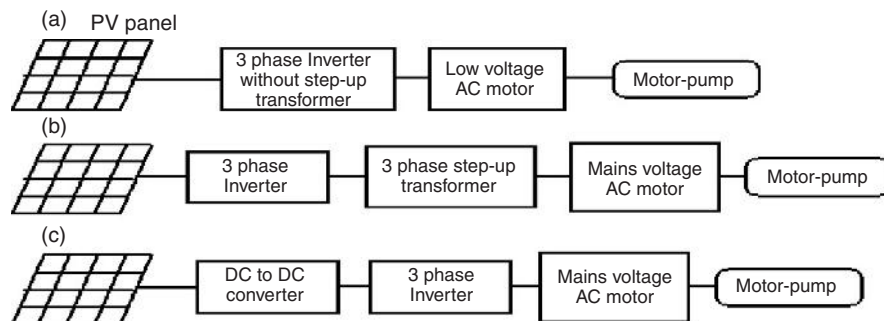 (a)
PV panel
3 phase Inverter
without step-up
transformer
Low voltage
AC motor
Motor-pump
(b)
3 phase
Inverter
3 phase step-up
transformer
Mains voltage
AC motor
Motor-pump
(c)
DC to DC
converter
3 phase
Inverter
Mains voltage
AC motor
Motor-pump